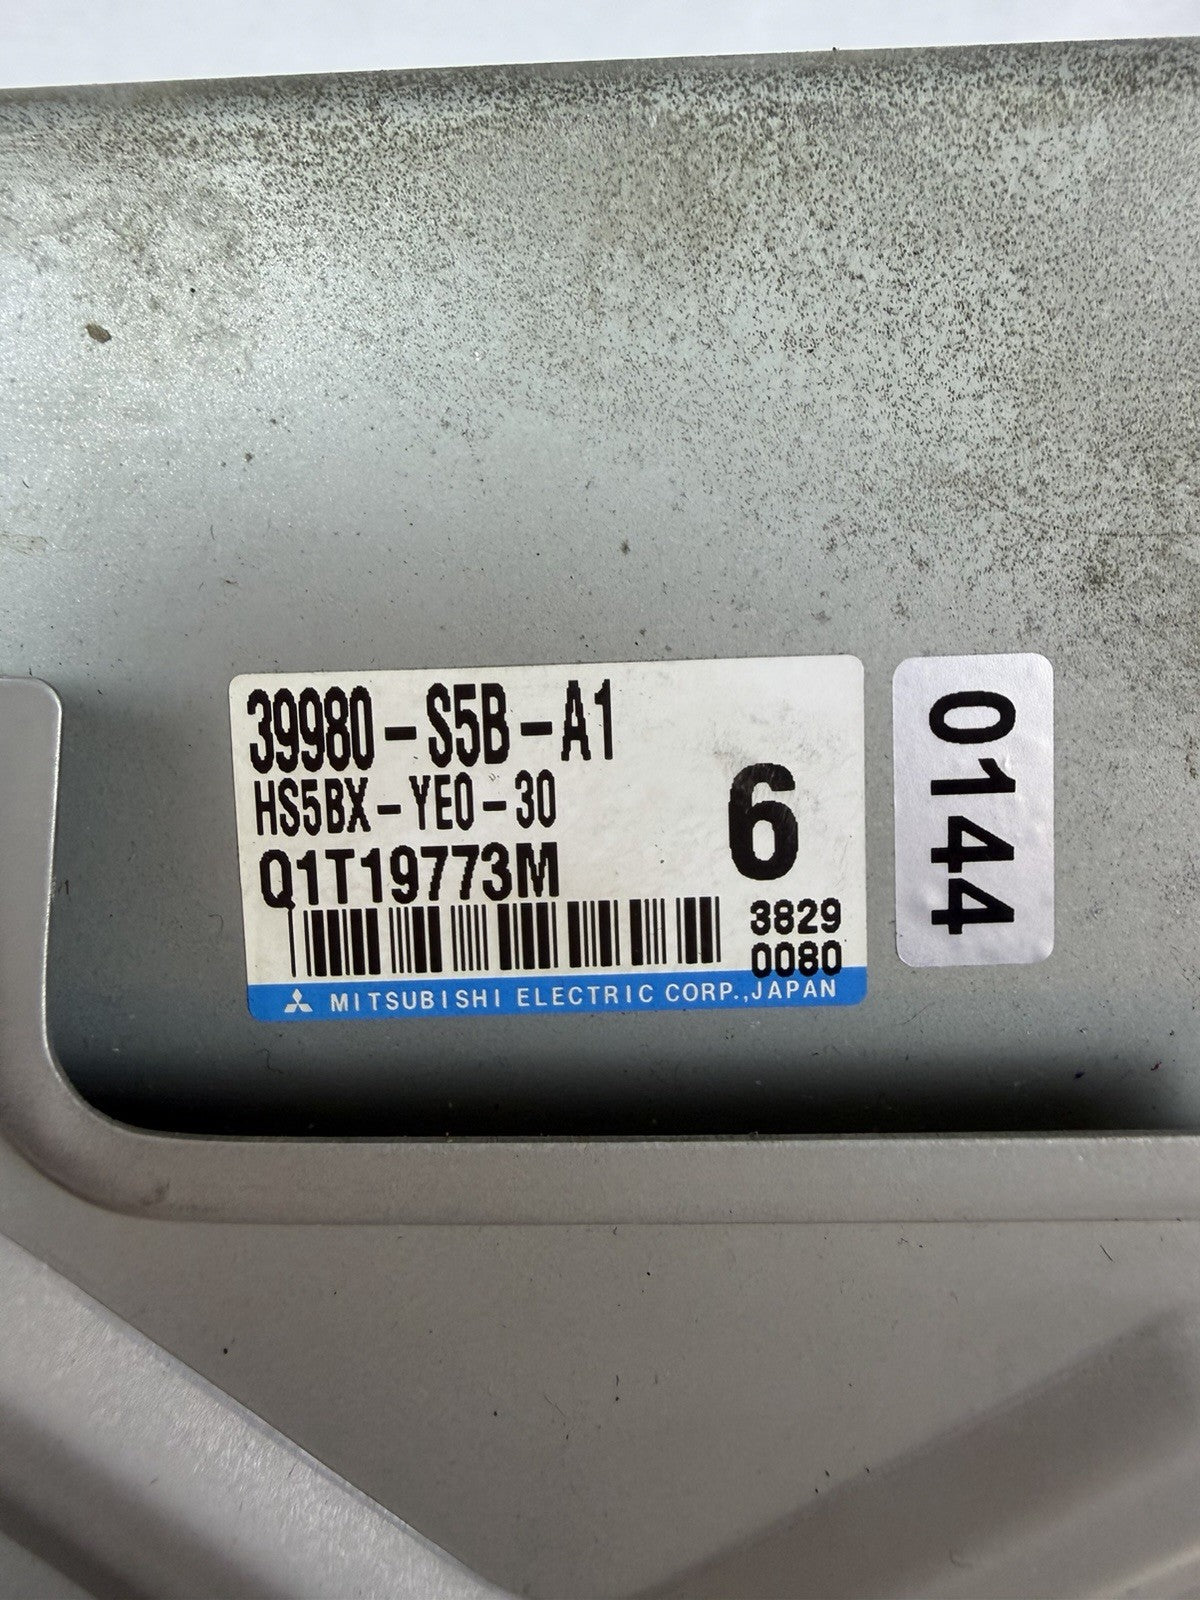 39980-S5B-A1
HS5BX-YE0-30
Q1T19773M
6
3829
0080
MITSUBISHI ELECTRIC CORP.,JAPAN
0144